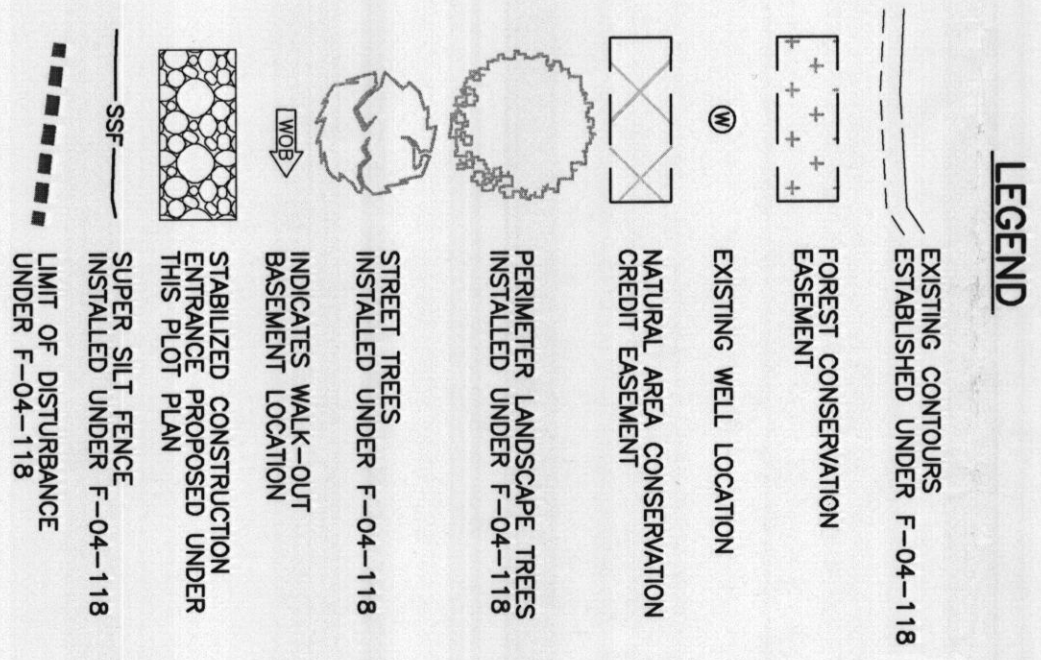 LEGEND
EXISTING CONTOURS
ESTABLISHED UNDER F-04-118
FOREST CONSERVATION
EASEMENT
W
EXISTING WELL LOCATION
NATURAL AREA CONSERVATION
CREDIT EASEMENT
PERIMETER LANDSCAPE TREES
INSTALLED UNDER F-04-118
STREET TREES
INSTALLED UNDER F-04-118
WOB
INDICATES WALK-OUT
BASEMENT LOCATION
STABILIZED CONSTRUCTION
ENTRANCE PROPOSED UNDER
THIS PLOT PLAN
SSF
SUPER SILT FENCE
INSTALLED UNDER F-04-118
LIMIT OF DISTURBANCE
UNDER F-04-118